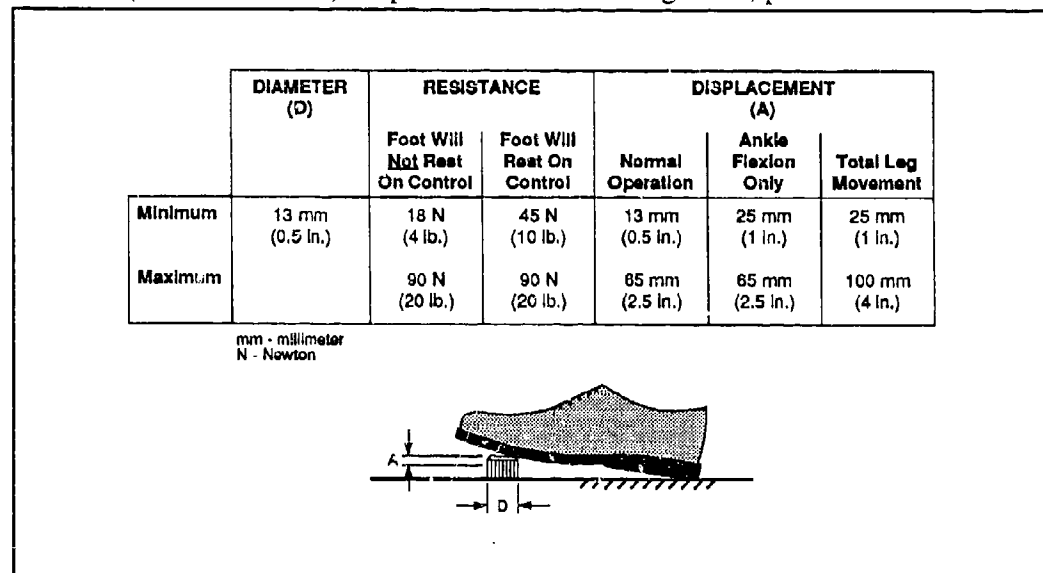 DIAMETER (D) RESISTANCE DISPLACEMENT (A)
Foot Will Not Rest On Control Foot Will Rest On Control Normal Operation Ankle Flexion Only Total Leg Movement
Minimum 13 mm 18 N 45 N 13 mm 25 mm 25 mm
(0.5 in.) (4 lb.) (10 lb.) (0.5 in.) (1 in.) (1 in.)
Maximum 90 N 90 N 65 mm 65 mm 100 mm
(20 lb.) (20 lb.) (2.5 in.) (2.5 in.) (4 in.)
mm - millimeter
N - Newton
A
D